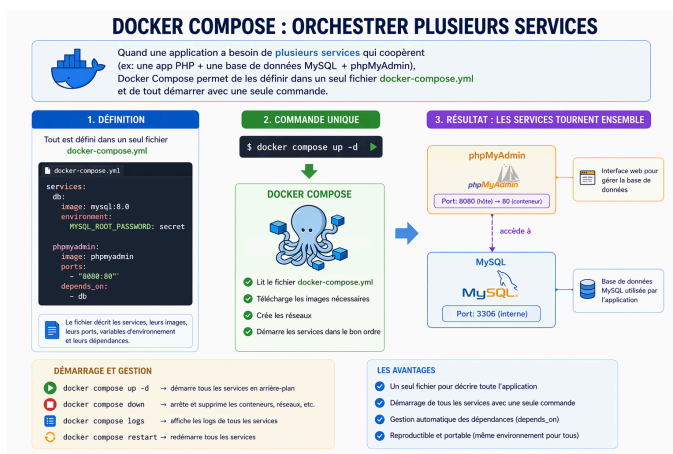 DOCKER COMPOSE : ORCHESTRER PLUSIEURS SERVICES
Quand une application a besoin de plusieurs services qui coopèrent
(ex: une app PHP + une base de données MySQL + phpMyAdmin),
Docker Compose permet de les définir dans un seul fichier docker-compose.yml
et de tout démarrer avec une seule commande.
1. DÉFINITION
Tout est défini dans un seul fichier
docker-compose.yml
docker-compose.yml
services:
db:
image: mysql:8.0
environment:
MYSQL_ROOT_PASSWORD: secret
phpmyadmin:
image: phpmyadmin
ports:
- "8080:80"`
depends_on:
- db
Le fichier décrit les services, leurs images,
leurs ports, variables d'environnement
et leurs dépendances.
2. COMMANDE UNIQUE
$ docker compose up -d
DOCKER COMPOSE
Lit le fichier docker-compose.yml
Télécharge les images nécessaires
Crée les réseaux
Démarre les services dans le bon ordre
3. RÉSULTAT : LES SERVICES TOURNENT ENSEMBLE
phpMyAdmin
phpMyAdmin
Port: 8080 (hôte) → 80 (conteneur)
Interface web pour
gérer la base de
données
accède à
MySQL
MySQL
Port: 3306 (interne)
Base de données
MySQL utilisée par
l'application
DÉMARRAGE ET GESTION
docker compose up -d → démarre tous les services en arrière-plan
docker compose down → arrête et supprime les conteneurs, réseaux, etc.
docker compose logs → affiche les logs de tous les services
docker compose restart → redémarre tous les services
LES AVANTAGES
Un seul fichier pour décrire toute l'application
Démarrage de tous les services avec une seule commande
Gestion automatique des dépendances (depends_on)
Reproductible et portable (même environnement pour tous)